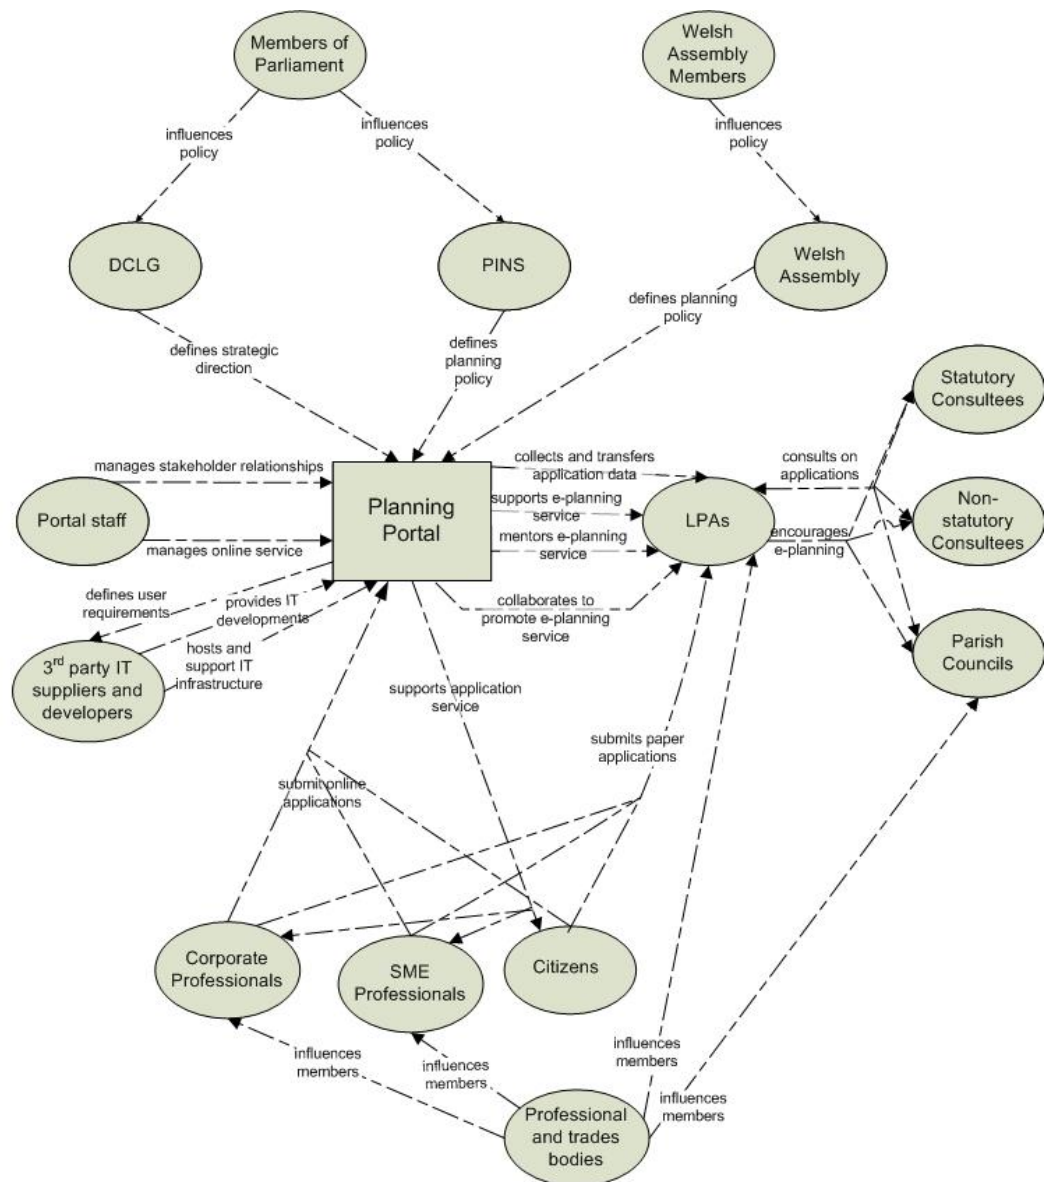 Members of
Parliament
Welsh
Assembly
Members
influences
policy
influences
policy
influences
policy
DCLG
PINS
Welsh
Assembly
defines strategic
direction
defines
planning
policy
defines planning
policy
Statutory
Consultees
manages stakeholder relationships
Planning
Portal
collects and transfers
application data
consults on
applications
Portal staff
supports e-planning
service
LPAs
Non-
statutory
Consultees
manages online service
mentors e-planning
service
encourages
e-planning
defines user
requirements
provides IT
developments
collaborates to
promote e-planning
service
hosts and
support IT
infrastructure
3rd party IT
suppliers and
developers
Parish
Councils
supports application
service
submits paper
applications
submit online
applications
Corporate
Professionals
SME
Professionals
Citizens
influences
members
influences
members
influences
members
influences
members
Professional
and trades
bodies